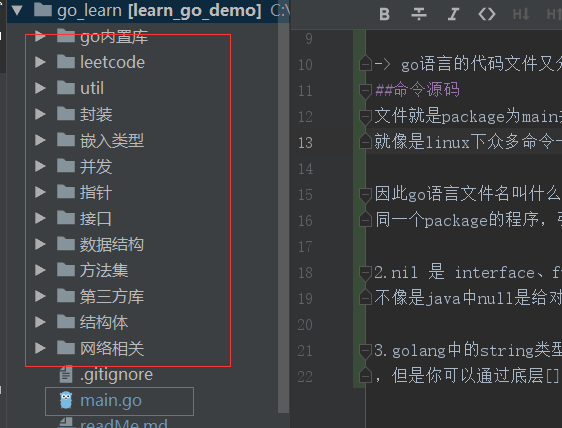 go_learn [learn_go_demo] C:\
go内置库
leetcode
util
封装
嵌入类型
并发
指针
接口
数据结构
方法集
第三方库
结构体
网络相关
.gitignore
main.go
readMe.md
B S I <> H↓ H↑
9
10 -> go语言的代码文件又分
11 ##命令源码
12 文件就是package为main并
13 就像是linux下众多命令一
14
15 因此go语言文件名叫什么
16 同一个package的程序，
17
18 2.nil 是 interface、fu
19 不像是java中null是给对
20
21 3.golang中的string类型
22 ，但是你可以通过底层[]